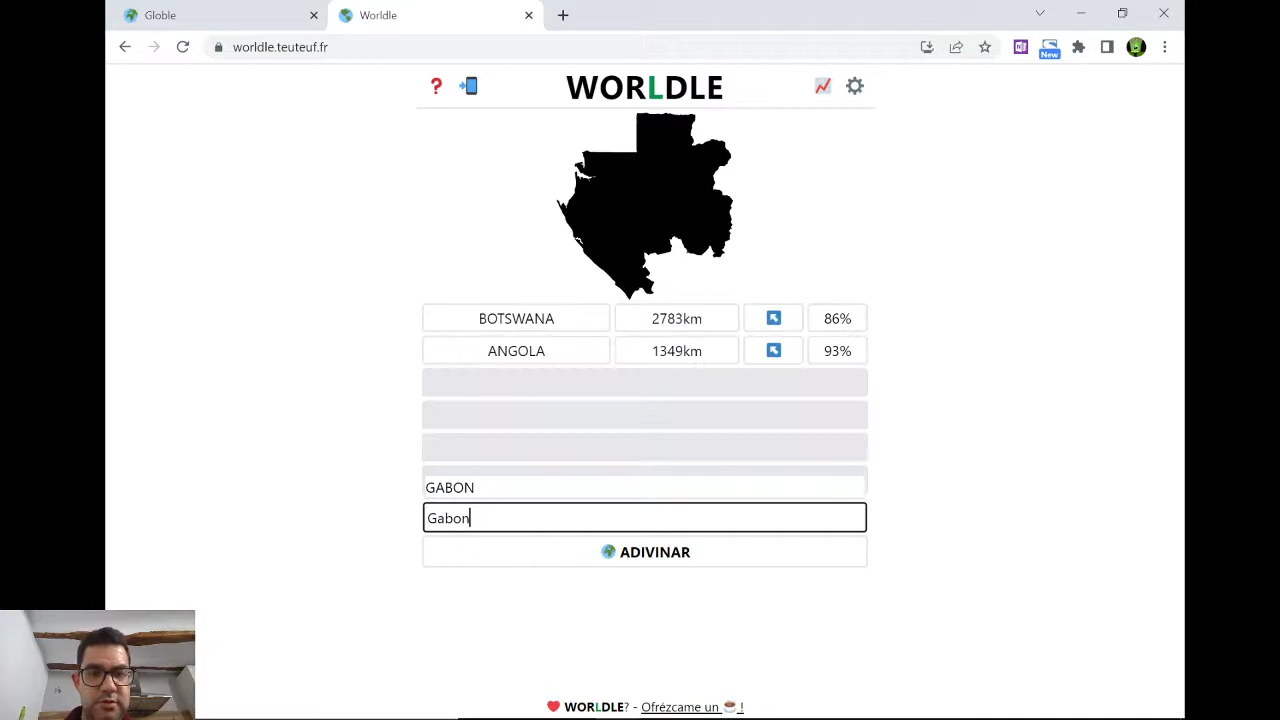 Globle
Worldle
worldle.teuteuf.fr
New
WORLDLE
BOTSWANA 2783km 86%
ANGOLA 1349km 93%
GABON
Gabon
ADIVINAR
WORLDLE? - Ofrézcame un !